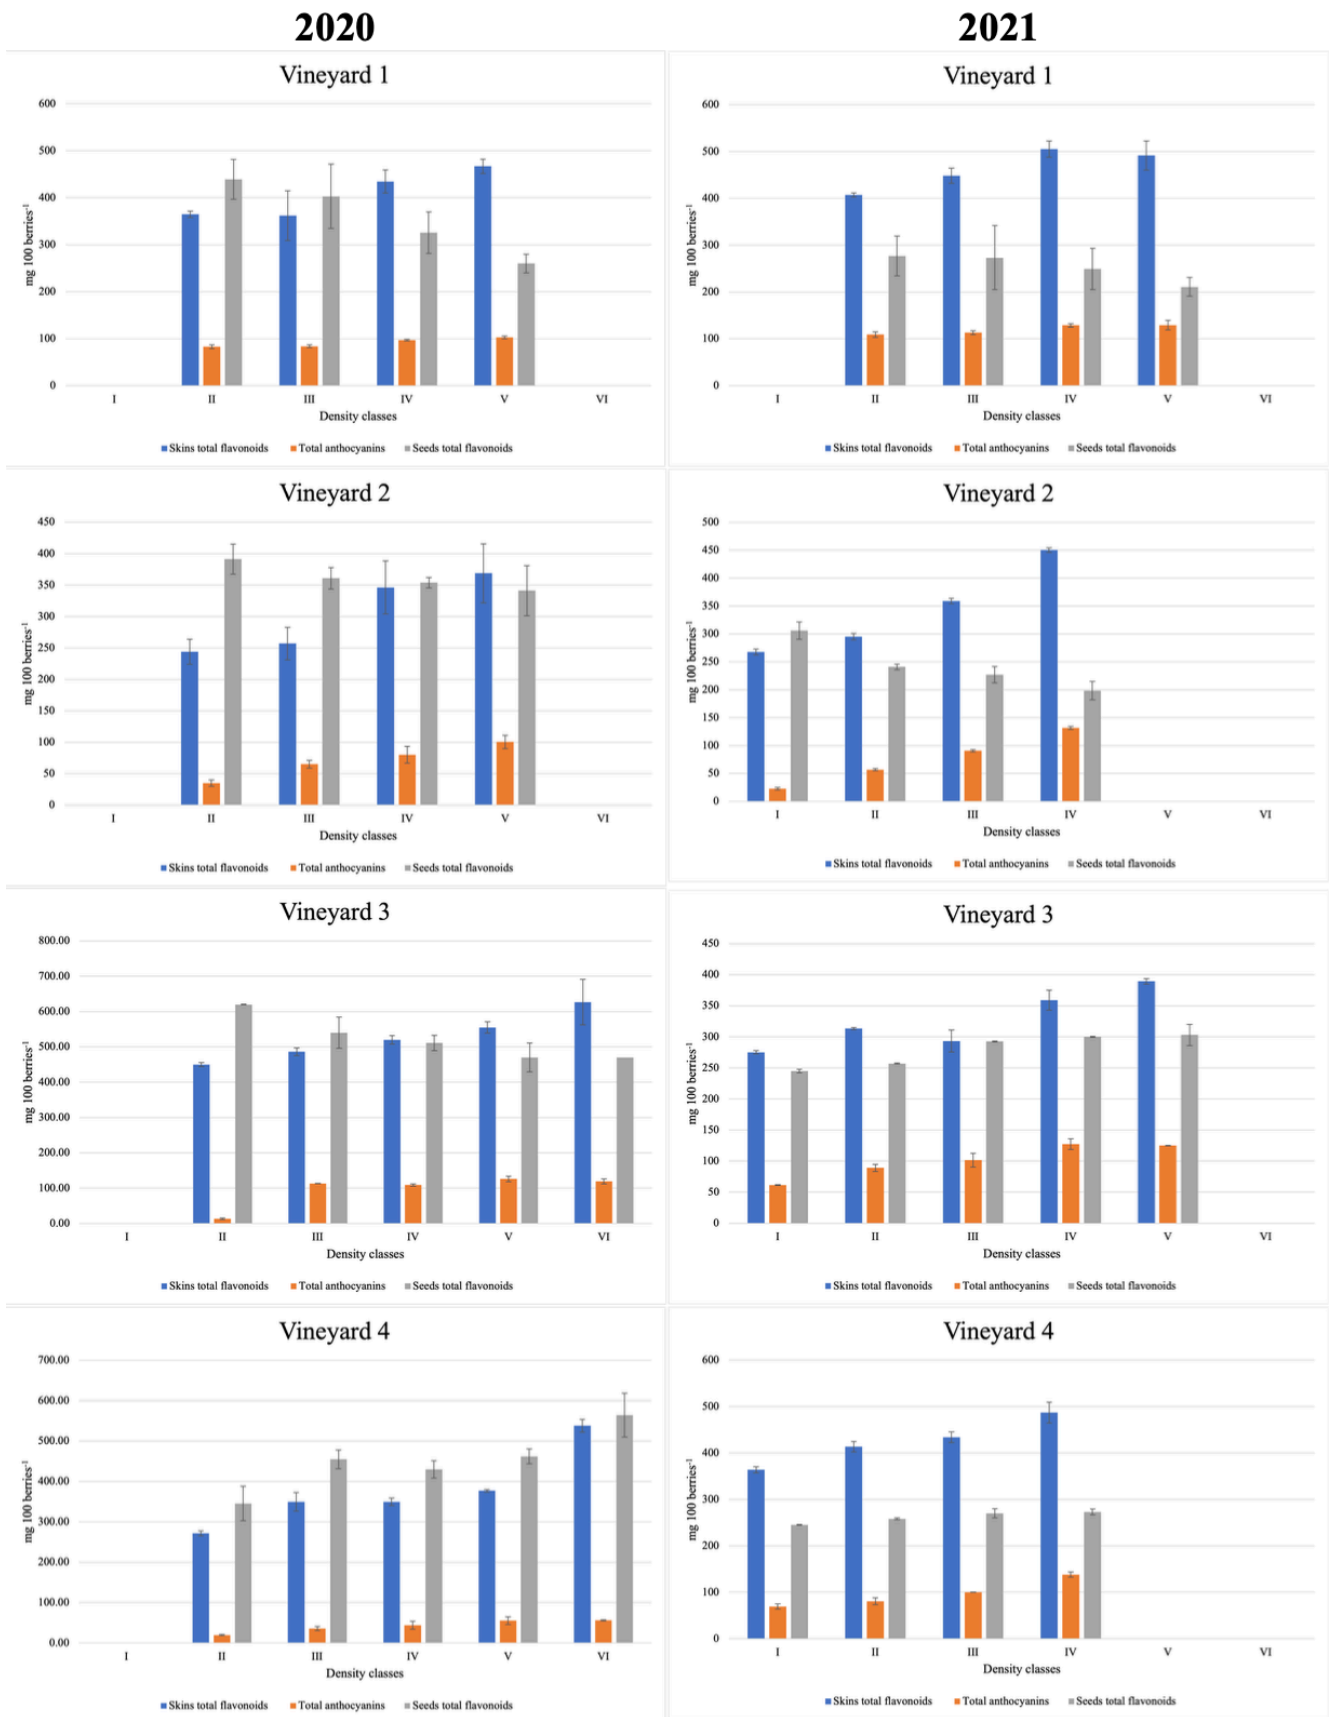 2020
2021
Vineyard 1
600
500
400
300
200
100
0
mg 100 berries-1
I II III IV V VI
Density classes
Skins total flavonoids Total anthocyanins Seeds total flavonoids
Vineyard 1
600
500
400
300
200
100
0
mg 100 berries-1
I II III IV V VI
Density classes
Skins total flavonoids Total anthocyanins Seeds total flavonoids
Vineyard 2
450
400
350
300
250
200
150
100
50
0
mg 100 berries-1
I II III IV V VI
Density classes
Skins total flavonoids Total anthocyanins Seeds total flavonoids
Vineyard 2
500
450
400
350
300
250
200
150
100
50
0
mg 100 berries-1
I II III IV V VI
Density classes
Skins total flavonoids Total anthocyanins Seeds total flavonoids
Vineyard 3
800.00
700.00
600.00
500.00
400.00
300.00
200.00
100.00
0.00
mg 100 berries-1
I II III IV V VI
Density classes
Skins total flavonoids Total anthocyanins Seeds total flavonoids
Vineyard 3
450
400
350
300
250
200
150
100
50
0
mg 100 berries-1
I II III IV V VI
Density classes
Skins total flavonoids Total anthocyanins Seeds total flavonoids
Vineyard 4
700.00
600.00
500.00
400.00
300.00
200.00
100.00
0.00
mg 100 berries-1
I II III IV V VI
Density classes
Skins total flavonoids Total anthocyanins Seeds total flavonoids
Vineyard 4
600
500
400
300
200
100
0
mg 100 berries-1
I II III IV V VI
Density classes
Skins total flavonoids Total anthocyanins Seeds total flavonoids